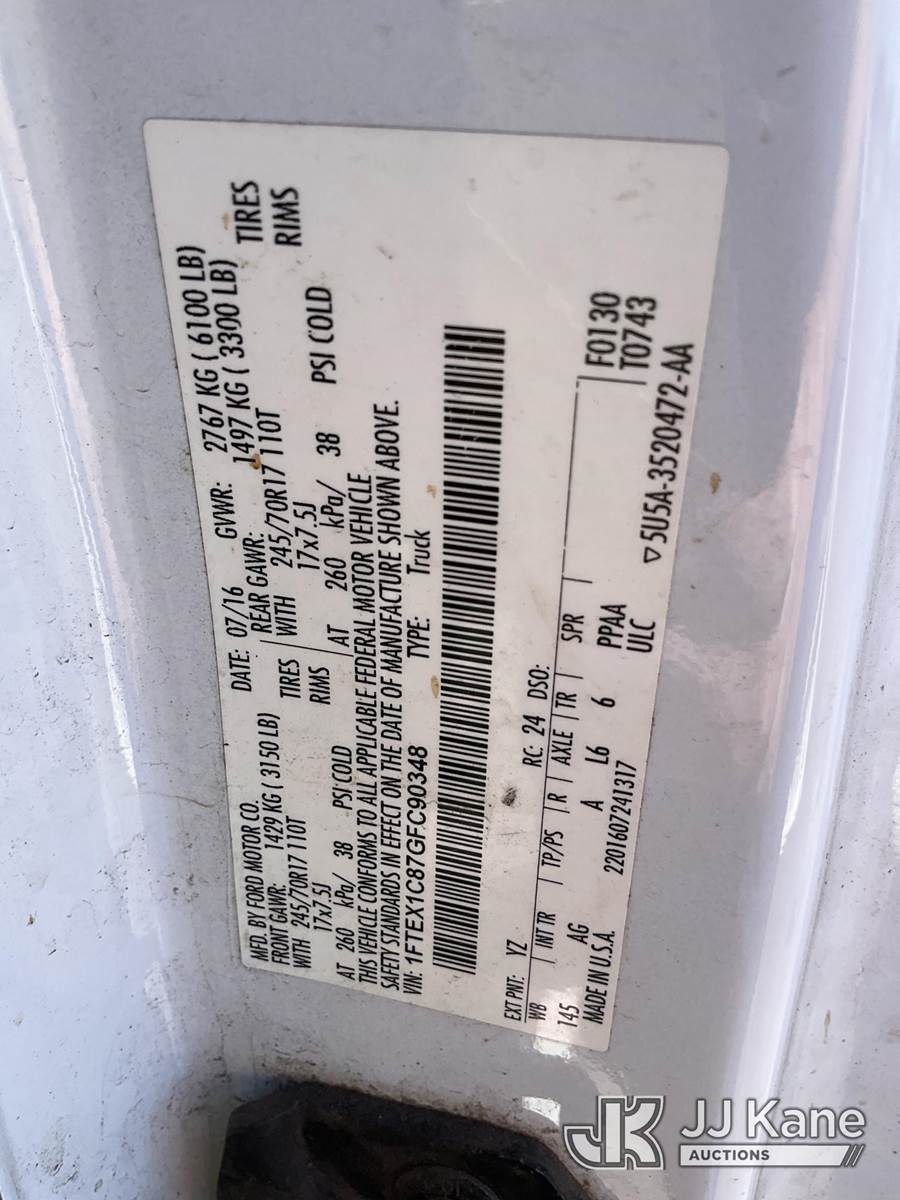 MFD. BY FORD MOTOR CO.
DATE: 07/16 GVWR: 2767 KG ( 6100 LB)
FRONT GAWR: 1429 KG ( 3150 LB) REAR GAWR: 1497 KG ( 3300 LB)
WITH 245/70R17 110T TIRES WITH 245/70R17 110T TIRES
17x7.5J RIMS 17x7.5J RIMS
AT 260 kPa/ 38 PSI COLD AT 260 kPa/ 38 PSI COLD
THIS VEHICLE CONFORMS TO ALL APPLICABLE FEDERAL MOTOR VEHICLE
SAFETY STANDARDS IN EFFECT ON THE DATE OF MANUFACTURE SHOWN ABOVE.
VIN: 1FTEX1C87GFC90348 TYPE: Truck
EXT PNT: YZ RC: 24 DSO:
WB INT TR TP/PS R AXLE TR SPR F0130
145 AG A L6 6 PPAA T0743
MADE IN U.S.A. 2201607241317 ULC
▽5U5A-3520472-AA
JK JJ Kane
AUCTIONS